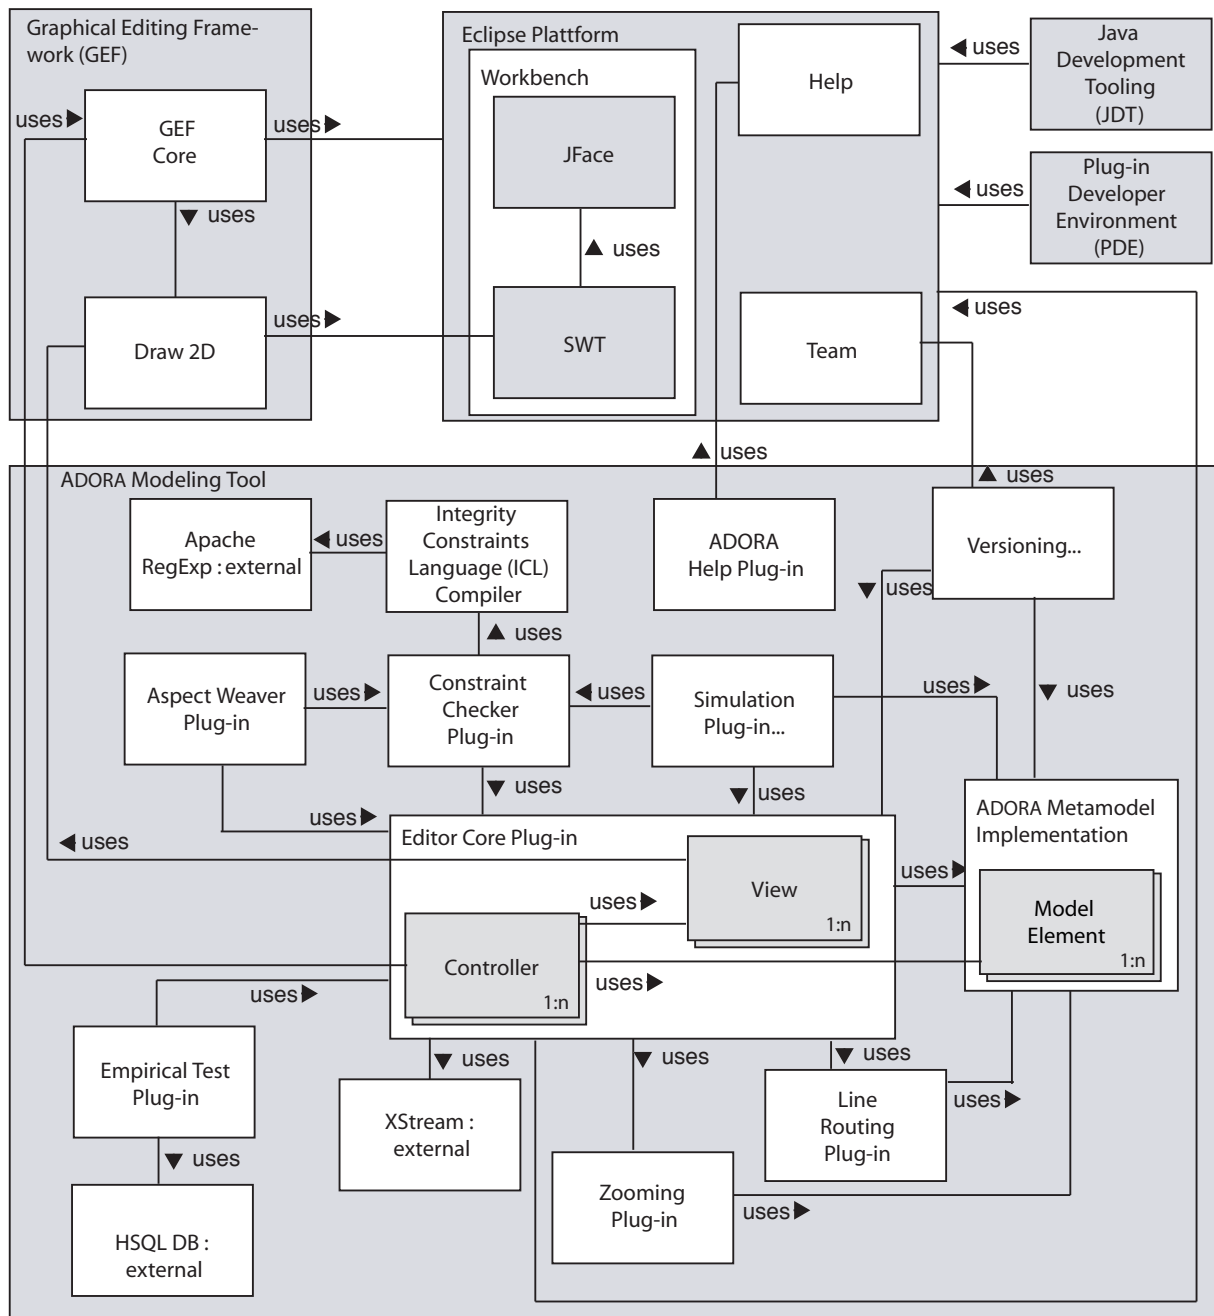 Graphical Editing Frame-
work (GEF)
Eclipse Plattform
Workbench
JFace
SWT
Help
Team
Java
Development
Tooling
(JDT)
Plug-in
Developer
Environment
(PDE)
uses
uses
GEF
Core
uses
uses
uses
uses
uses
Draw 2D
uses
uses
uses
ADORA Modeling Tool
uses
Apache
RegExp : external
uses
Integrity
Constraints
Language (ICL)
Compiler
ADORA
Help Plug-in
Versioning...
uses
uses
Aspect Weaver
Plug-in
uses
Constraint
Checker
Plug-in
uses
Simulation
Plug-in...
uses
uses
uses
uses
uses
uses
Editor Core Plug-in
ADORA Metamodel
Implementation
uses
View
1:n
uses
Model
Element
1:n
uses
Controller
1:n
uses
uses
Empirical Test
Plug-in
uses
HSQL DB :
external
uses
XStream :
external
uses
Zooming
Plug-in
uses
uses
Line
Routing
Plug-in
uses